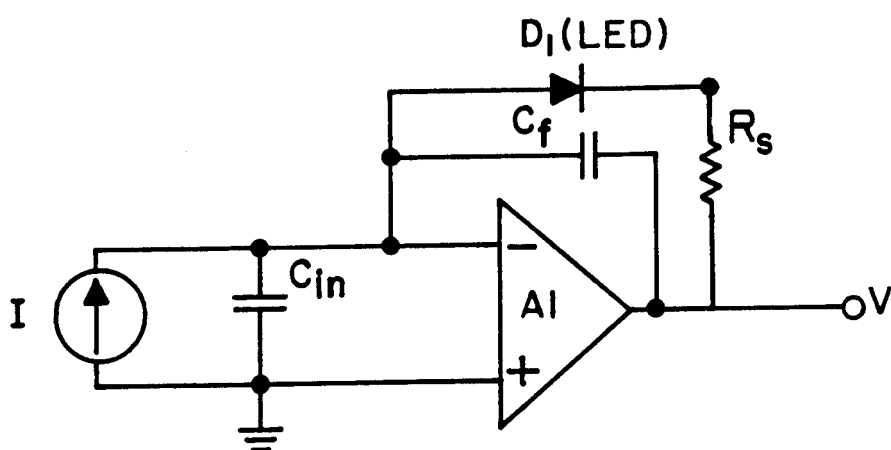 D1(LED)
Cf
Rs
Cin
I
A1
−
+
V